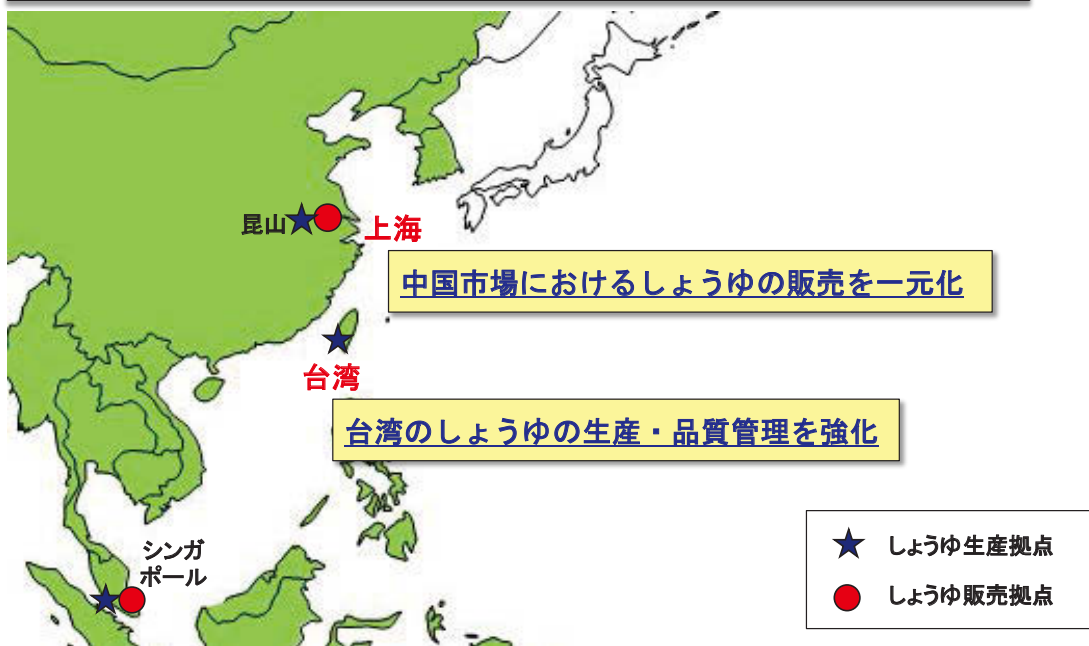 昆山
上海
中国市場におけるしょうゆの販売を一元化
台湾
台湾のしょうゆの生産・品質管理を強化
シンガ
ポール
しょうゆ生産拠点
しょうゆ販売拠点